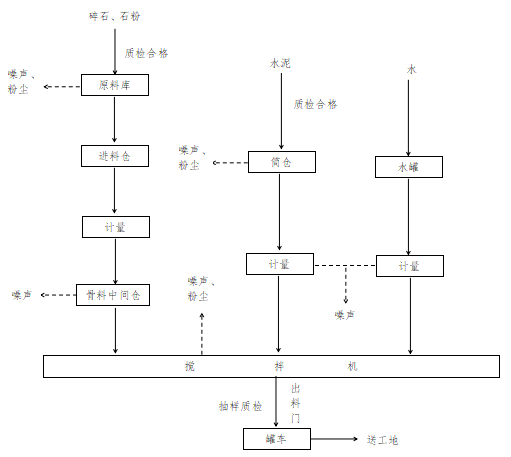 碎石、石粉
质检合格
噪声、
粉尘
原料库
进料仓
计量
噪声
骨料中间仓
水泥
质检合格
噪声、
粉尘
筒仓
计量
水
水罐
计量
噪声
噪声、
粉尘
搅 拌 机
抽样质检
出
料
门
罐车
送工地